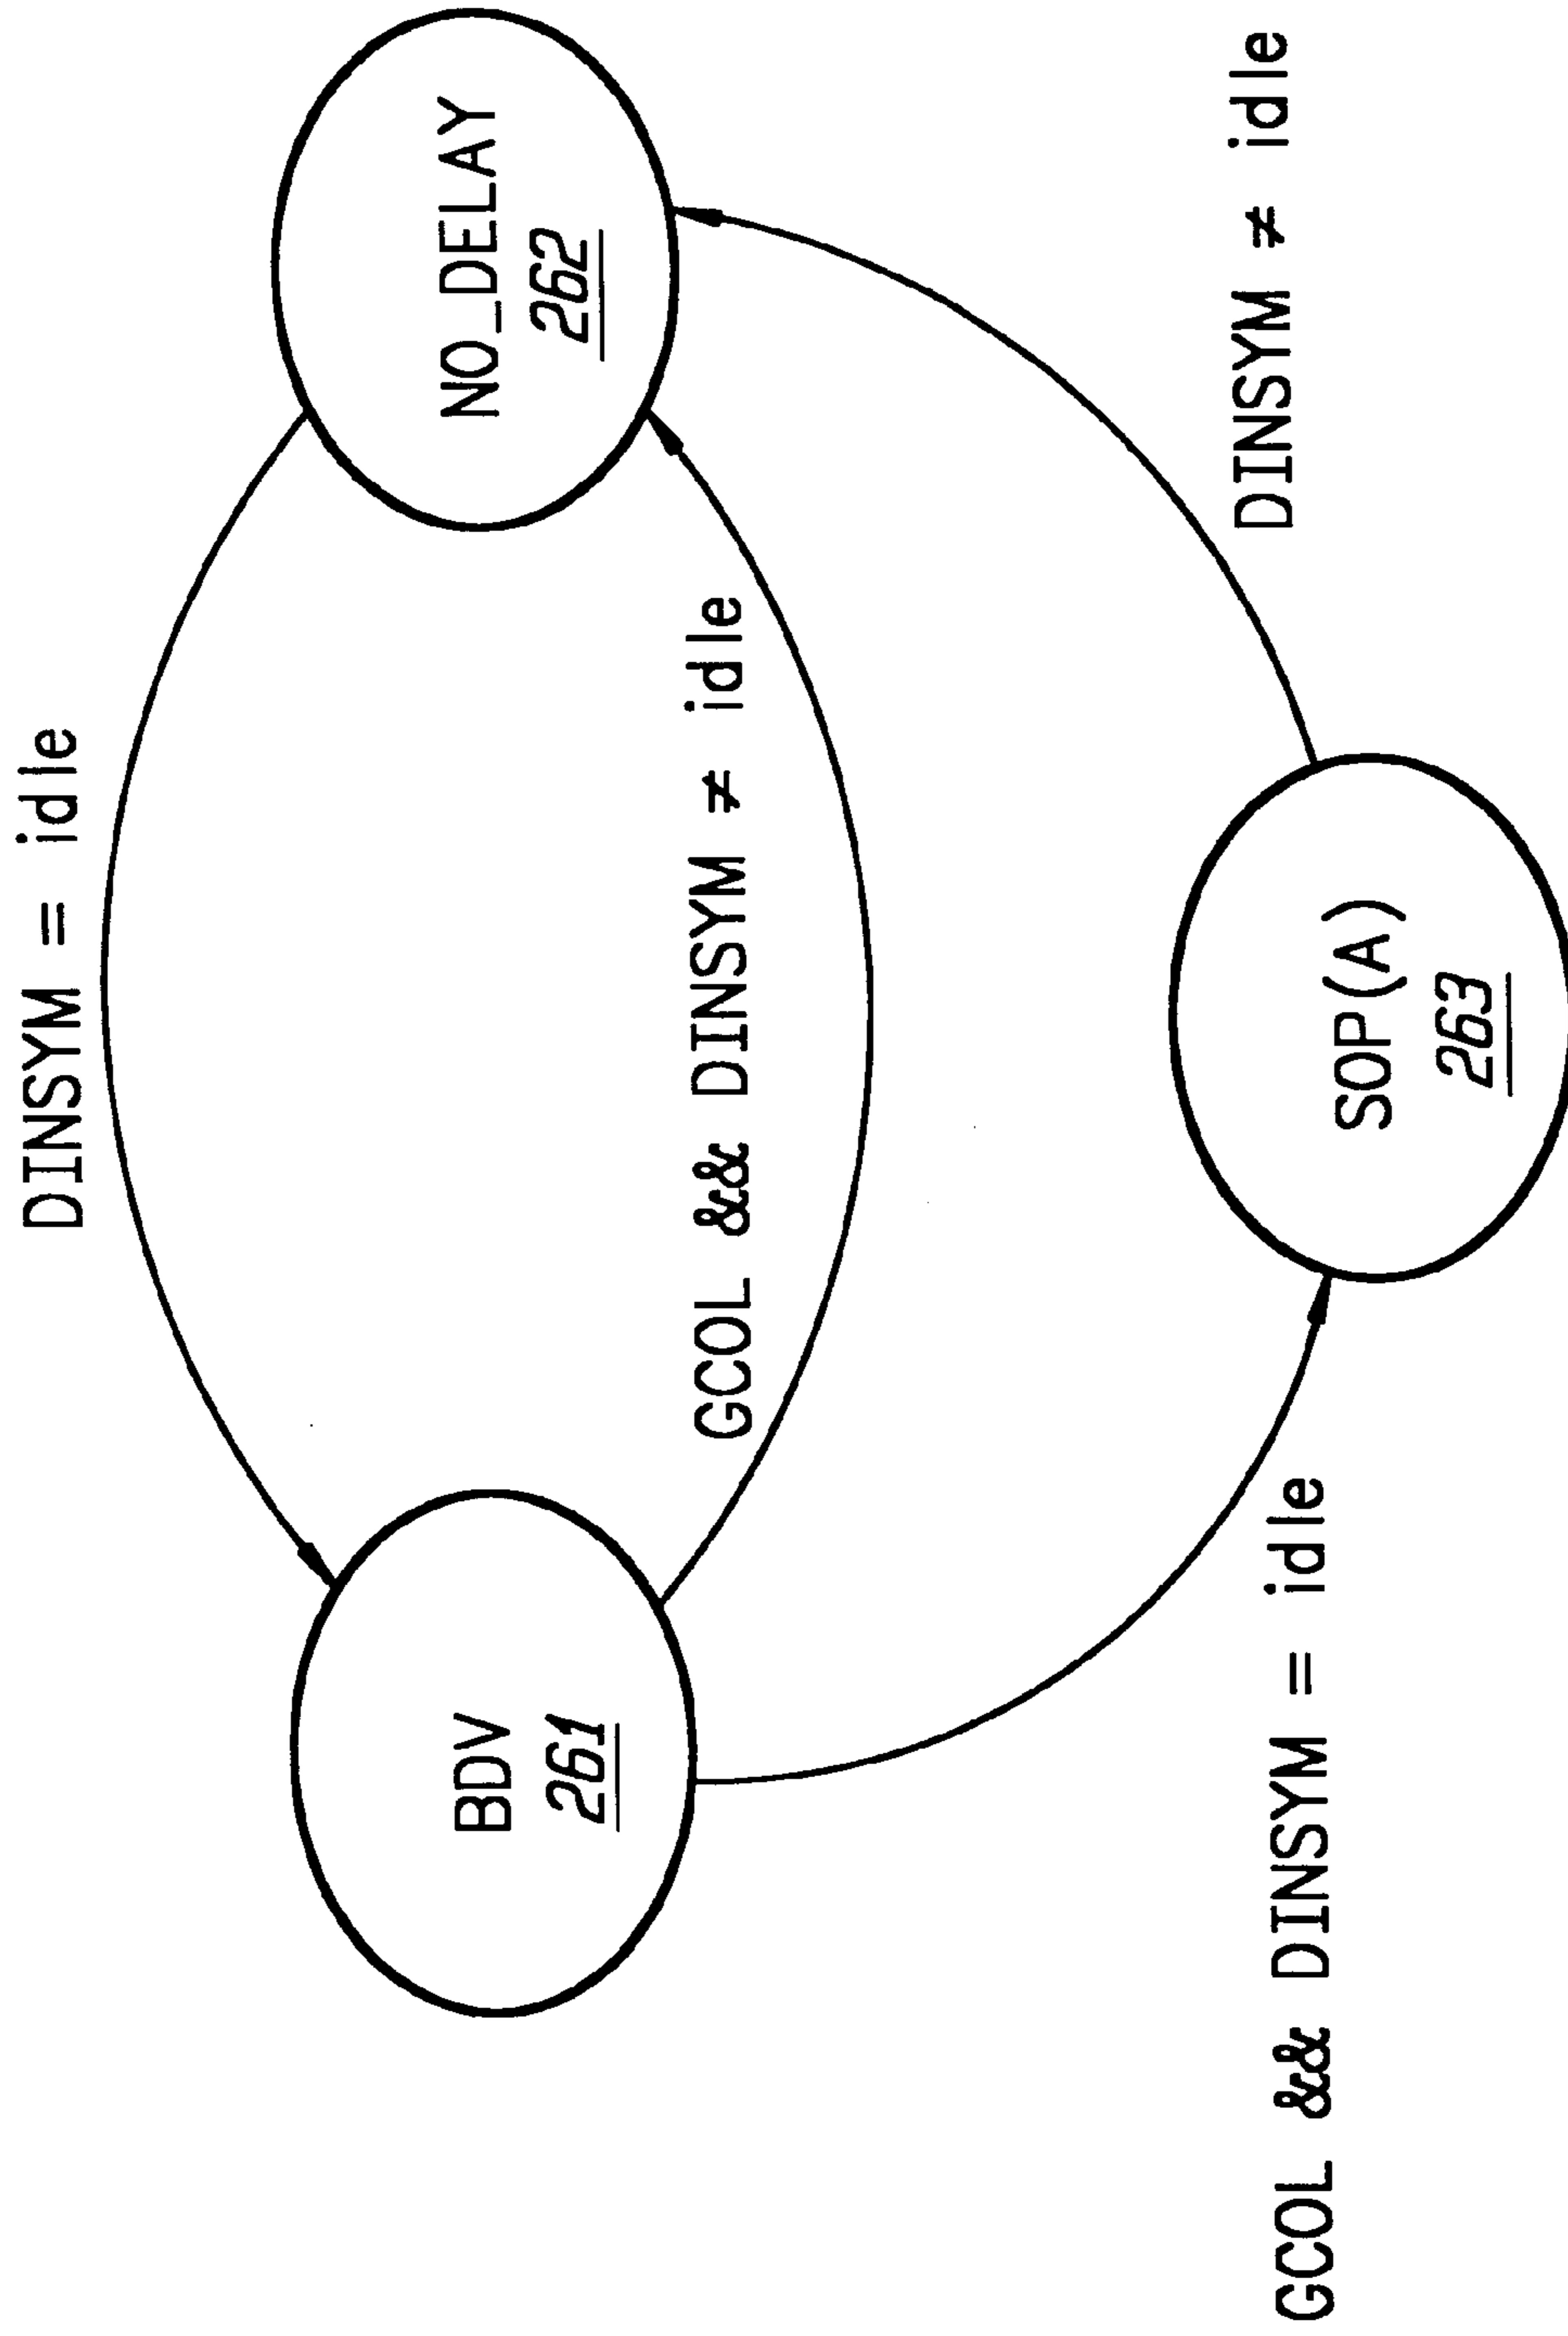 DINSYM = idle
BDV
261
NO_DELAY
262
GCOL && DINSYM ≠ idle
SOP(A)
263
GCOL && DINSYM = idle
DINSYM ≠ idle